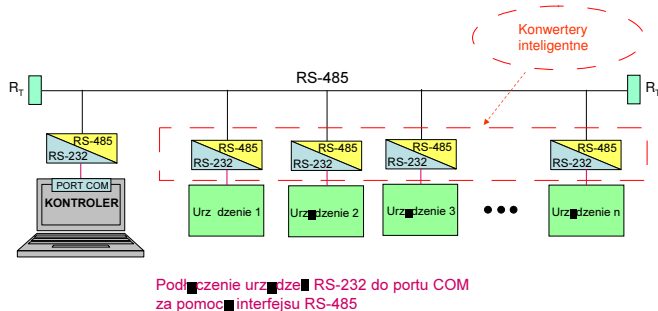 Konwertery
inteligentne
RS-485
R_T
R_T
RS-485
RS-232
RS-485
RS-232
RS-485
RS-232
RS-485
RS-232
RS-485
RS-232
PORT COM
KONTROLER
Urz dzenie 1
Urz■dzenie 2
Urz■dzenie 3
Urz■dzenie n
Podł■czenie urz■dze■ RS-232 do portu COM
za pomoc■ interfejsu RS-485